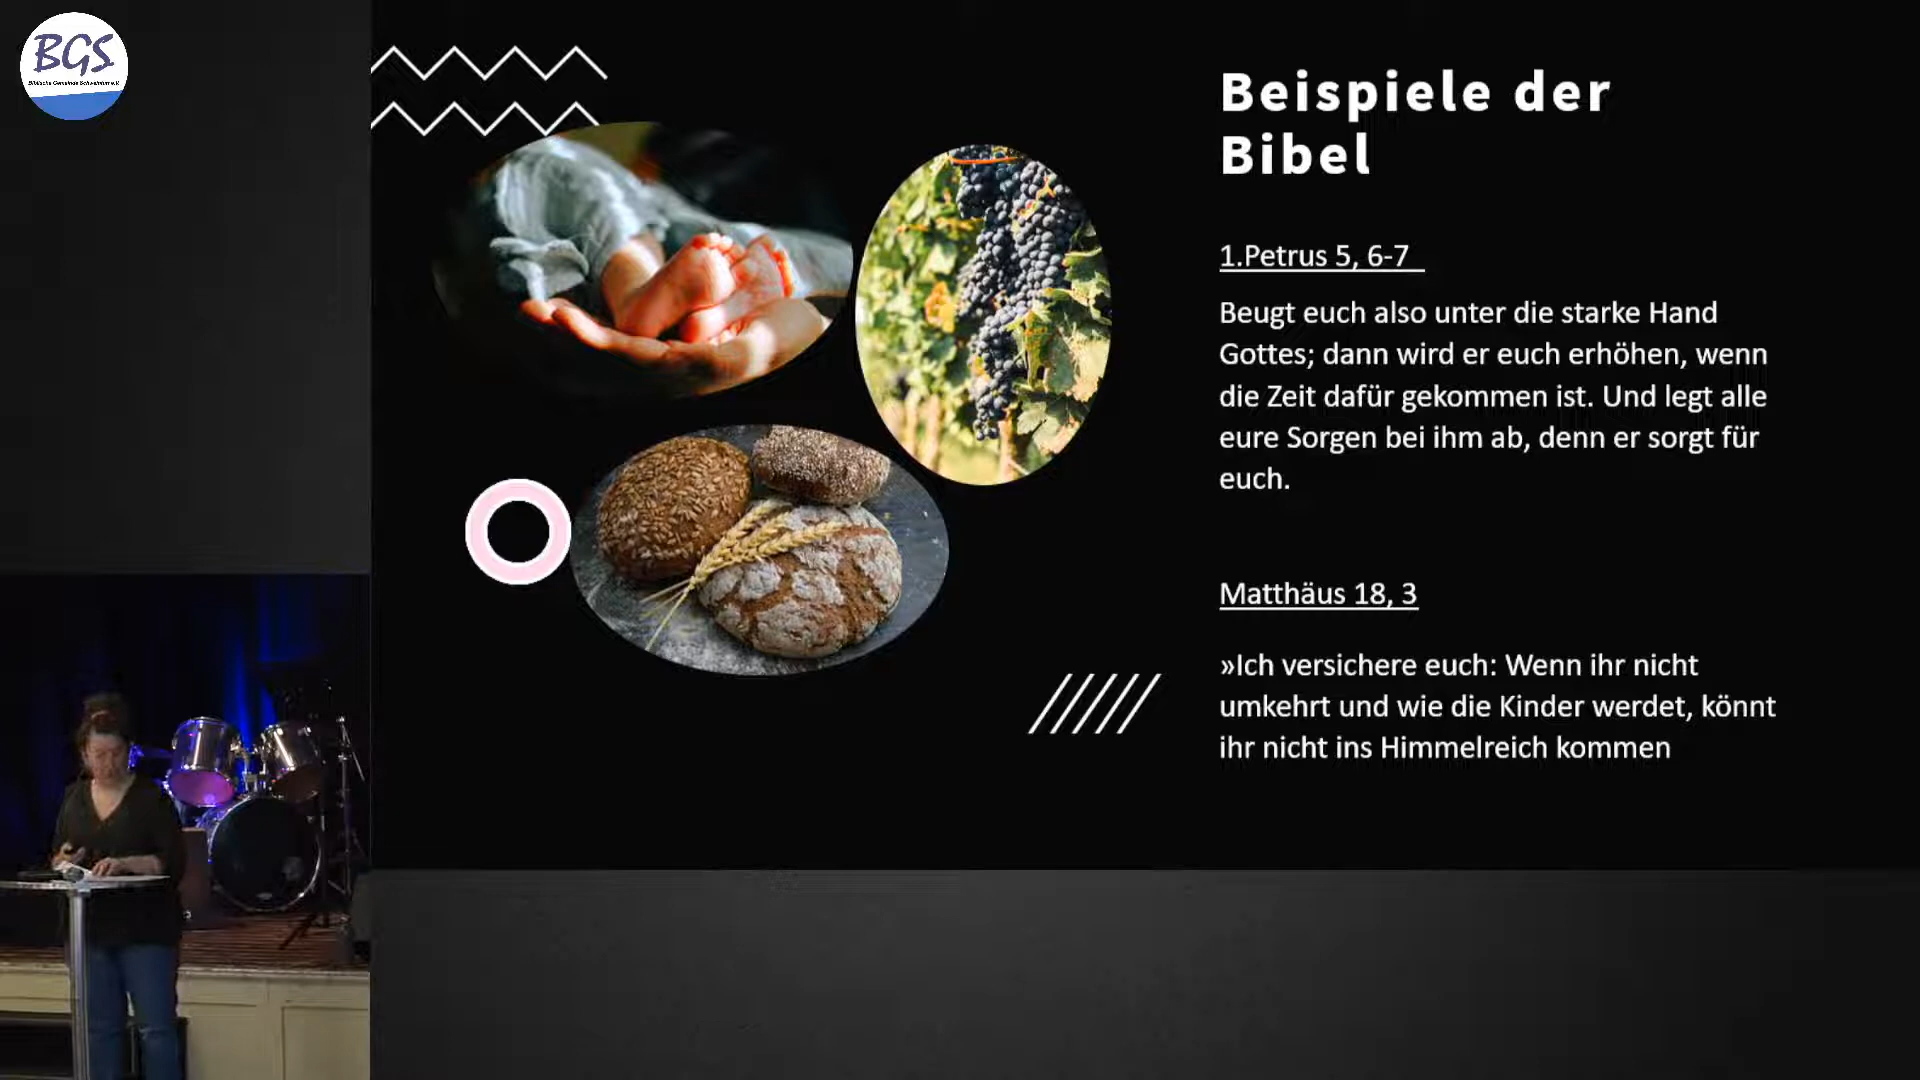 BGS
Biblische Gemeinde Schweinfurt e.V.
Beispiele der
Bibel
1.Petrus 5, 6-7
Beugt euch also unter die starke Hand
Gottes; dann wird er euch erhöhen, wenn
die Zeit dafür gekommen ist. Und legt alle
eure Sorgen bei ihm ab, denn er sorgt für
euch.
Matthäus 18, 3
»Ich versichere euch: Wenn ihr nicht
umkehrt und wie die Kinder werdet, könnt
ihr nicht ins Himmelreich kommen